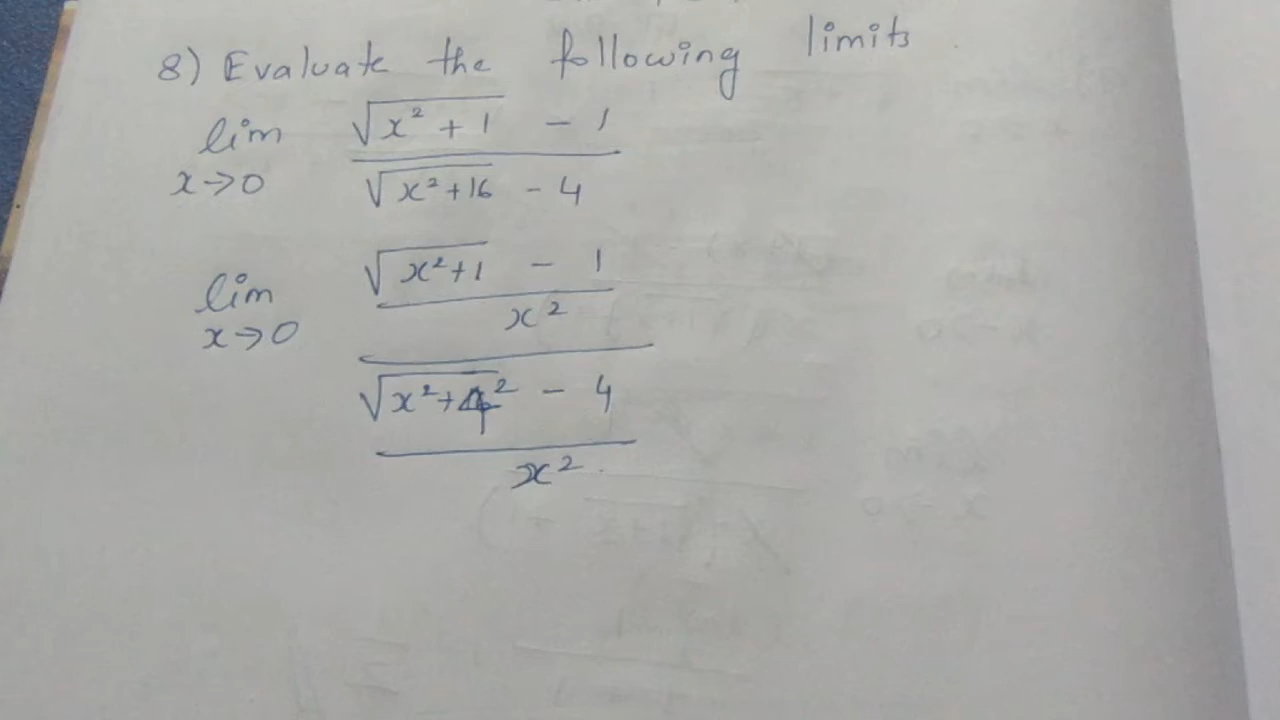 8) Evaluate the following limits
lim √(x² + 1) - 1
x→0 √(x²+16) - 4
lim √(x²+1) - 1
x→0 x²
√(x²+4²) - 4
x²